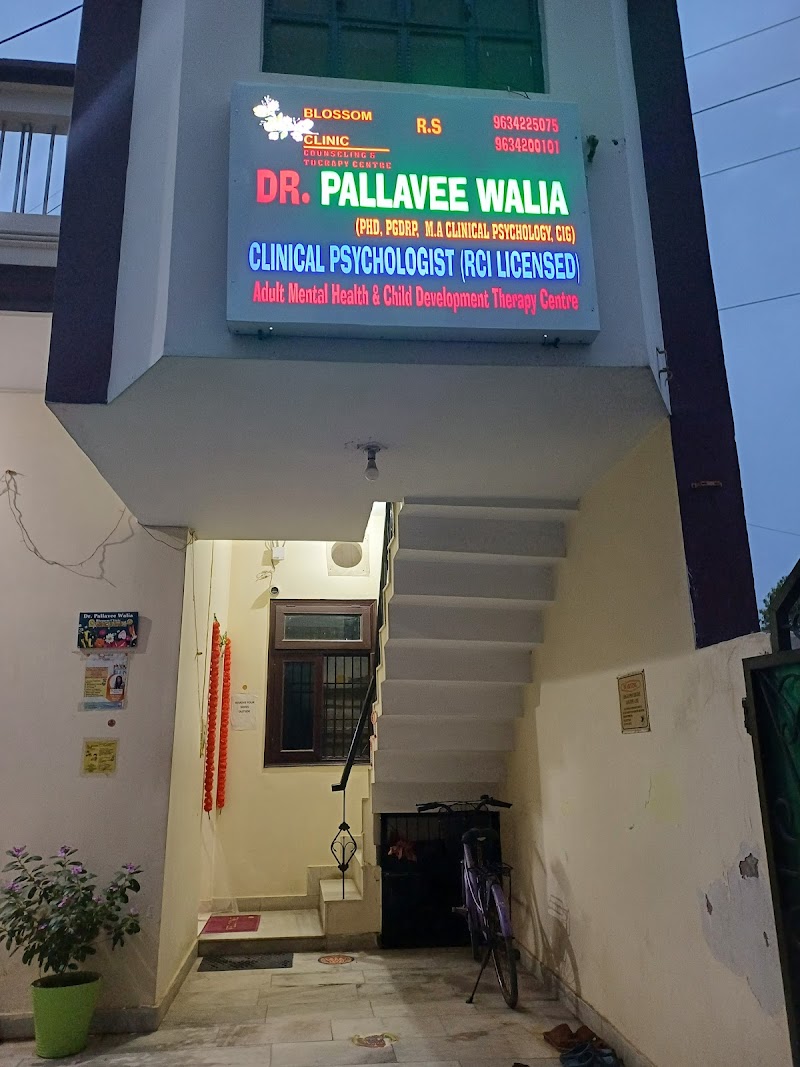 BLOSSOM
CLINIC
COUNSELING &
THERAPY CENTRE
R.S
9634225075
9634200101
DR. PALLAVEE WALIA
(PHD, PGDRP, M.A CLINICAL PSYCHOLOGY, CIG)
CLINICAL PSYCHOLOGIST (RCI LICENSED)
Adult Mental Health & Child Development Therapy Centre
Dr. Pallavee Walia